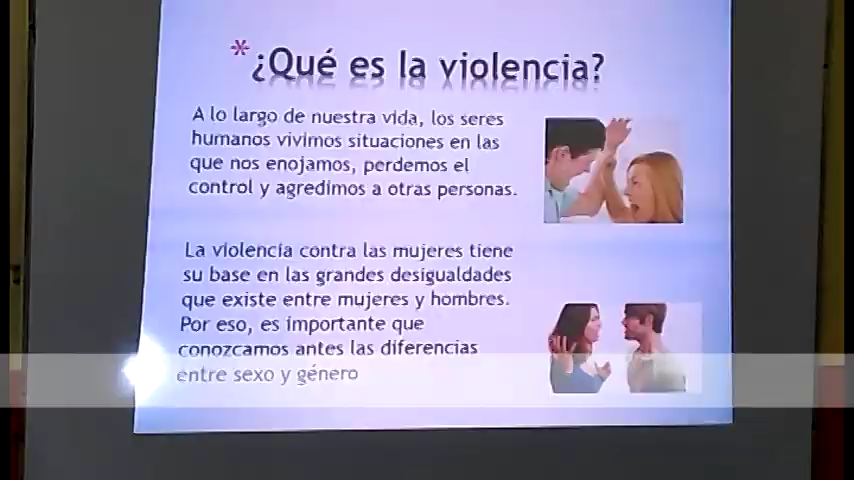 * ¿Qué es la violencia?
A lo largo de nuestra vida, los seres
humanos vivimos situaciones en las
que nos enojamos, perdemos el
control y agredimos a otras personas.
La violencia contra las mujeres tiene
su base en las grandes desigualdades
que existe entre mujeres y hombres.
Por eso, es importante que
conozcamos antes las diferencias
entre sexo y género